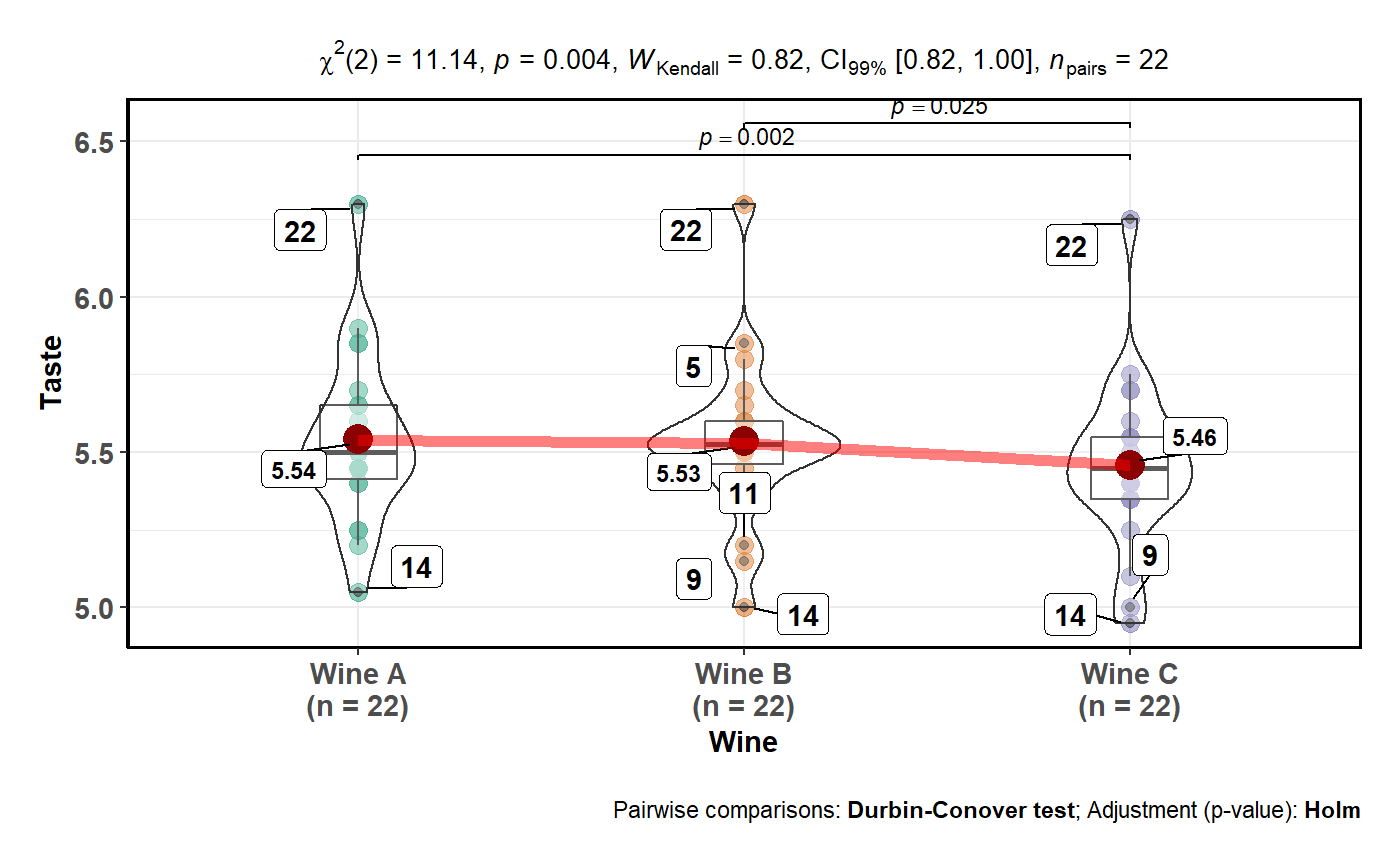 χ²(2) = 11.14, p = 0.004, W_Kendall = 0.82, CI_99% [0.82, 1.00], n_pairs = 22
p = 0.025
p = 0.002
6.5
6.0
5.5
5.0
Taste
22
22
22
5
5.54
5.53
5.46
11
14
9
9
14
14
Wine A
(n = 22)
Wine B
(n = 22)
Wine C
(n = 22)
Wine
Pairwise comparisons: Durbin-Conover test; Adjustment (p-value): Holm